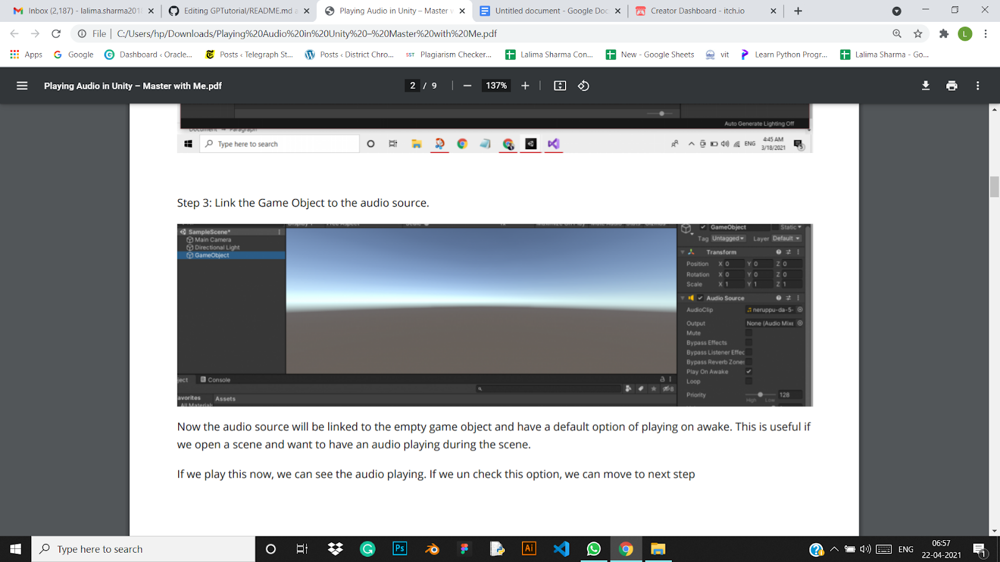 Inbox (2,187) - lalima.sharma201
Editing GPTutorial/README.md a
Playing Audio in Unity – Master w
Untitled document - Google Doc
Creator Dashboard - itch.io
File
C:/Users/hp/Downloads/Playing%20Audio%20in%20Unity%20–%20Master%20with%20Me.pdf
L
Apps
Google
Dashboard ‹ Oracle...
Posts ‹ Telegraph St...
Posts ‹ District Chro...
SST
Plagiarism Checker...
Lalima Sharma Con...
New - Google Sheets
vit
Learn Python Progr...
Lalima Sharma - Go...
Playing Audio in Unity – Master with Me.pdf
2 / 9
137%
Auto Generate Lighting Off
Document → Paragraph
Type here to search
ENG
4:45 AM
3/18/2021
5
Step 3: Link the Game Object to the audio source.
SampleScene*
Main Camera
Directional Light
GameObject
GameObject
Static
Tag Untagged
Layer Default
Transform
Position X 0 Y 0 Z 0
Rotation X 0 Y 0 Z 0
Scale X 1 Y 1 Z 1
Audio Source
AudioClip
neruppu-da-5-
Output
None (Audio Mixe
Mute
Bypass Effects
Bypass Listener Effec
Bypass Reverb Zones
Play On Awake
Loop
Priority
128
High Low
ject
Console
8
avorites
Assets
All Material
Now the audio source will be linked to the empty game object and have a default option of playing on awake. This is useful if
we open a scene and want to have an audio playing during the scene.
If we play this now, we can see the audio playing. If we un check this option, we can move to next step
Type here to search
Ps
Ai
ENG
06:57
22-04-2021
1